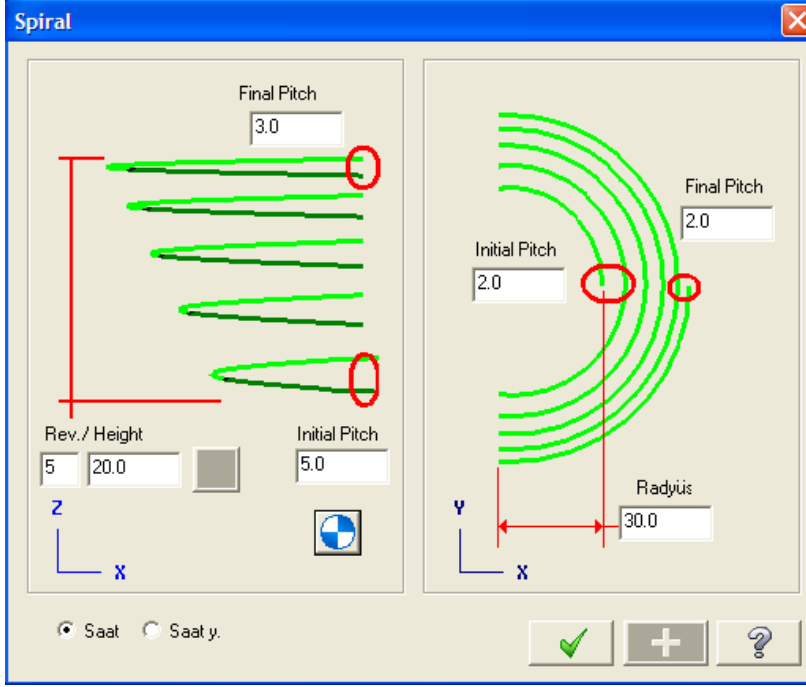 Spiral
Final Pitch
3.0
Rev./ Height
5 20.0
Initial Pitch
5.0
Z
X
Final Pitch
2.0
Initial Pitch
2.0
Radyüs
30.0
Y
X
Saat Saat y.